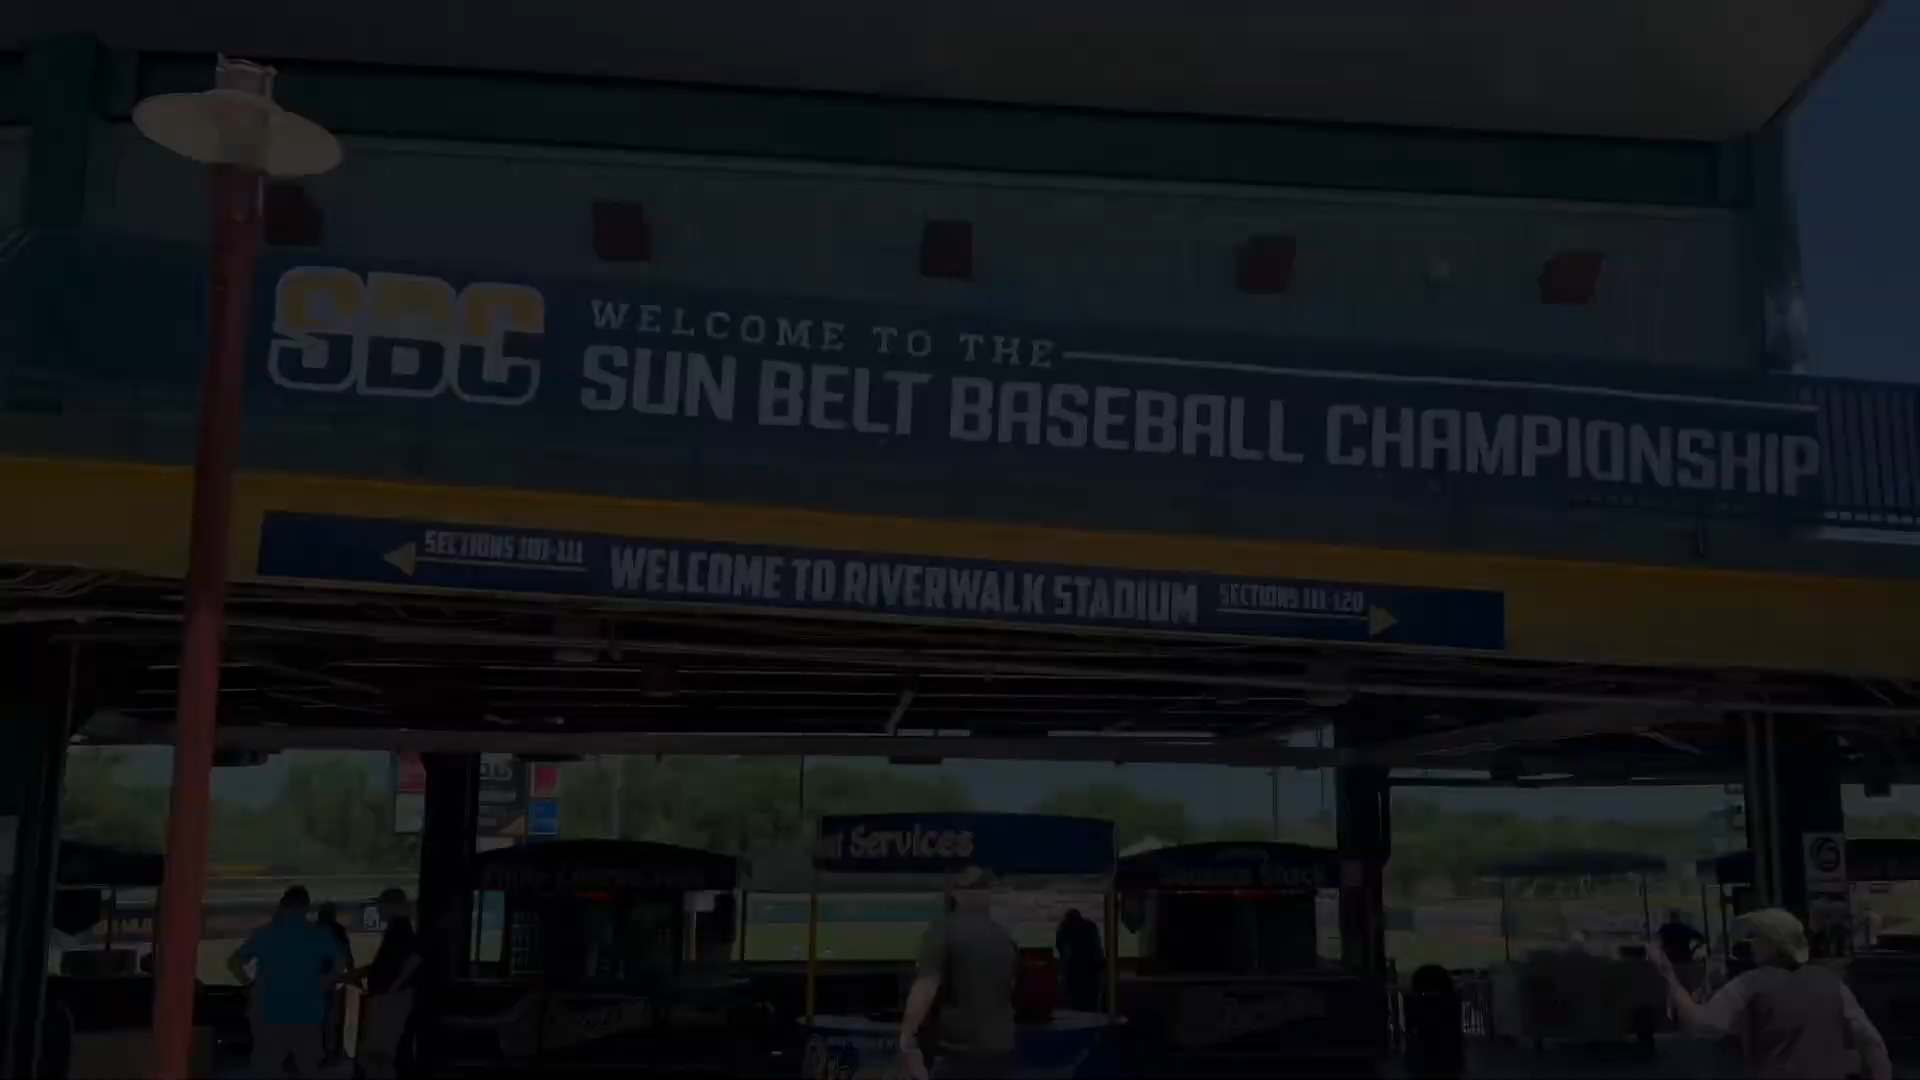 SBC
WELCOME TO THE
SUN BELT BASEBALL CHAMPIONSHIP
SECTIONS 101-111
WELCOME TO RIVERWALK STADIUM
SECTIONS 111-120
Services